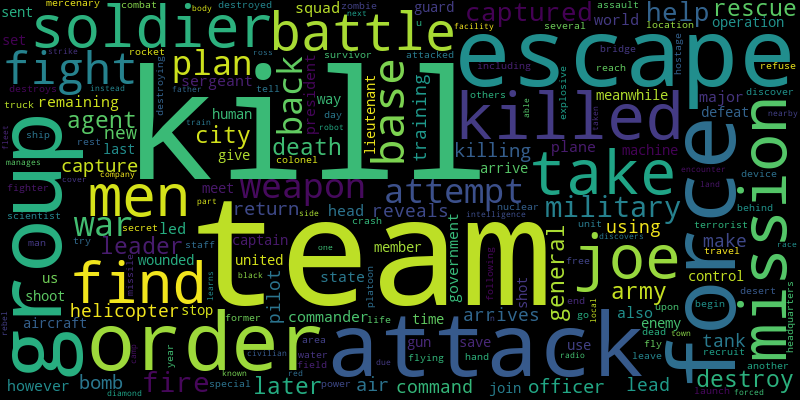 sent
mercenary
combat
body
destroyed
squad
zombie
next
guard
u
assault
facility
captured
several
world
help
location
operation
rescue
set
soldier
battle
escape
rocket
strike
destroying
ross
survivor
attacked
including
reach
bridge
hostage
refuse
fight
plan
back
president
lieutenant
base
training
others
explosive
meanwhile
major
discover
destroys
sergeant
father
tell
kill
killed
able
taken
defeat
nearby
truck
remaining
instead
human
way
day
robot
agent
new
train
city
death
killing
plane
machine
force
mission
fleet
ship
rest
last
give
colonel
arrive
take
device
manages
capture
cover
company
meet
weapon
attempt
nuclear
encounter
land
behind
fighter
group
men
part
return
head
reveals
intelligence
military
terrorist
scientist
war
secret
led
side
crash
unit
using
make
race
man
try
leader
staff
captain
team
member
government
general
discovers
travel
us
missile
wounded
united
one
state
platoon
following
shot
joe
free
control
desert
shoot
find
learns
black
pilot
army
end
upon
begin
headquarters
helicopter
stop
former
commander
life
time
arrives
go
local
also
enemy
tank
another
rebel
aircraft
order
area
water
field
attack
gun
save
dead
town
fly
recruit
camp
year
civilian
due
flying
hand
use
radio
leave
destroy
however
bomb
fire
known
red
special
later
power
air
command
join
officer
lead
launch
forced
diamond